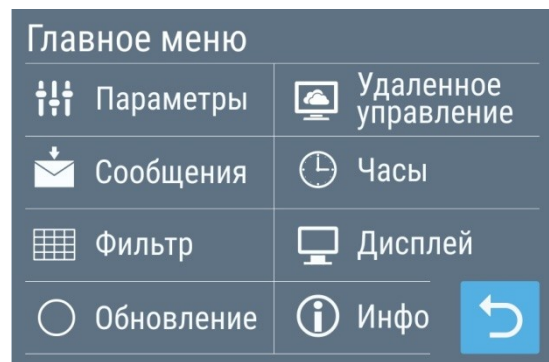 Главное меню
Параметры
Удаленное
управление
Сообщения
Часы
Фильтр
Дисплей
Обновление
Инфо